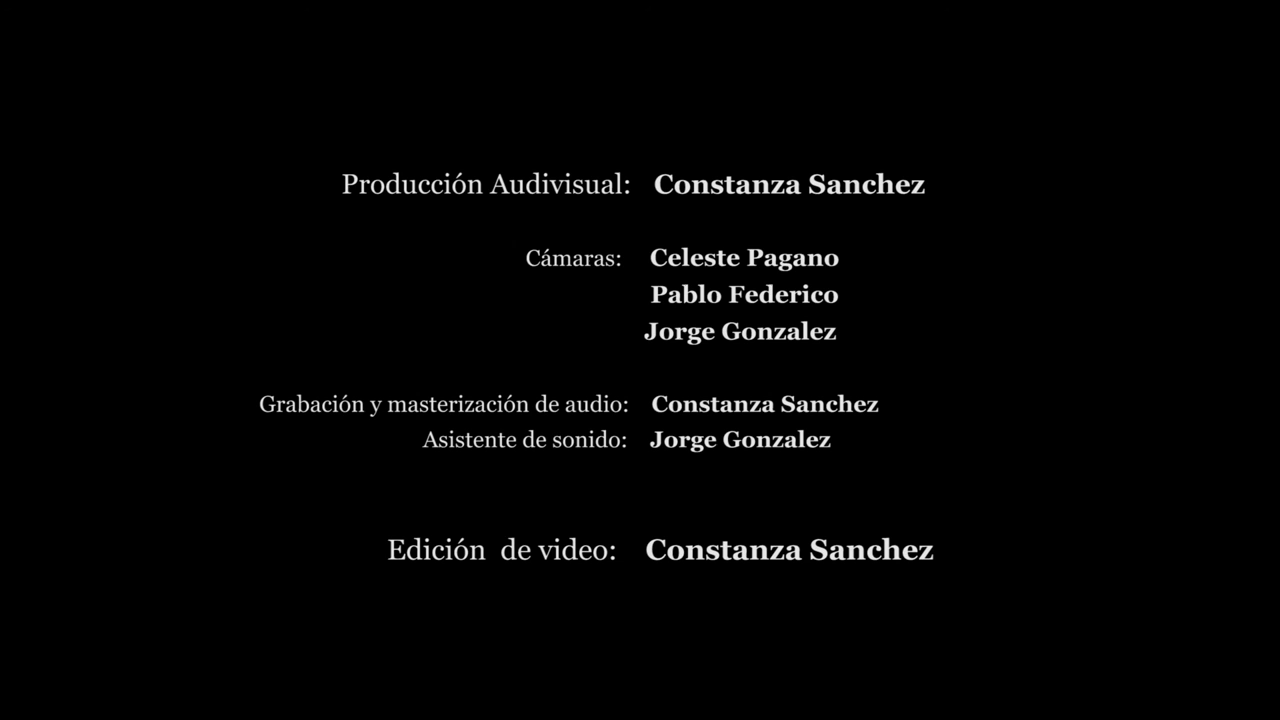 Producción Audivisual: Constanza Sanchez
Cámaras: Celeste Pagano
Pablo Federico
Jorge Gonzalez
Grabación y masterización de audio: Constanza Sanchez
Asistente de sonido: Jorge Gonzalez
Edición de video: Constanza Sanchez